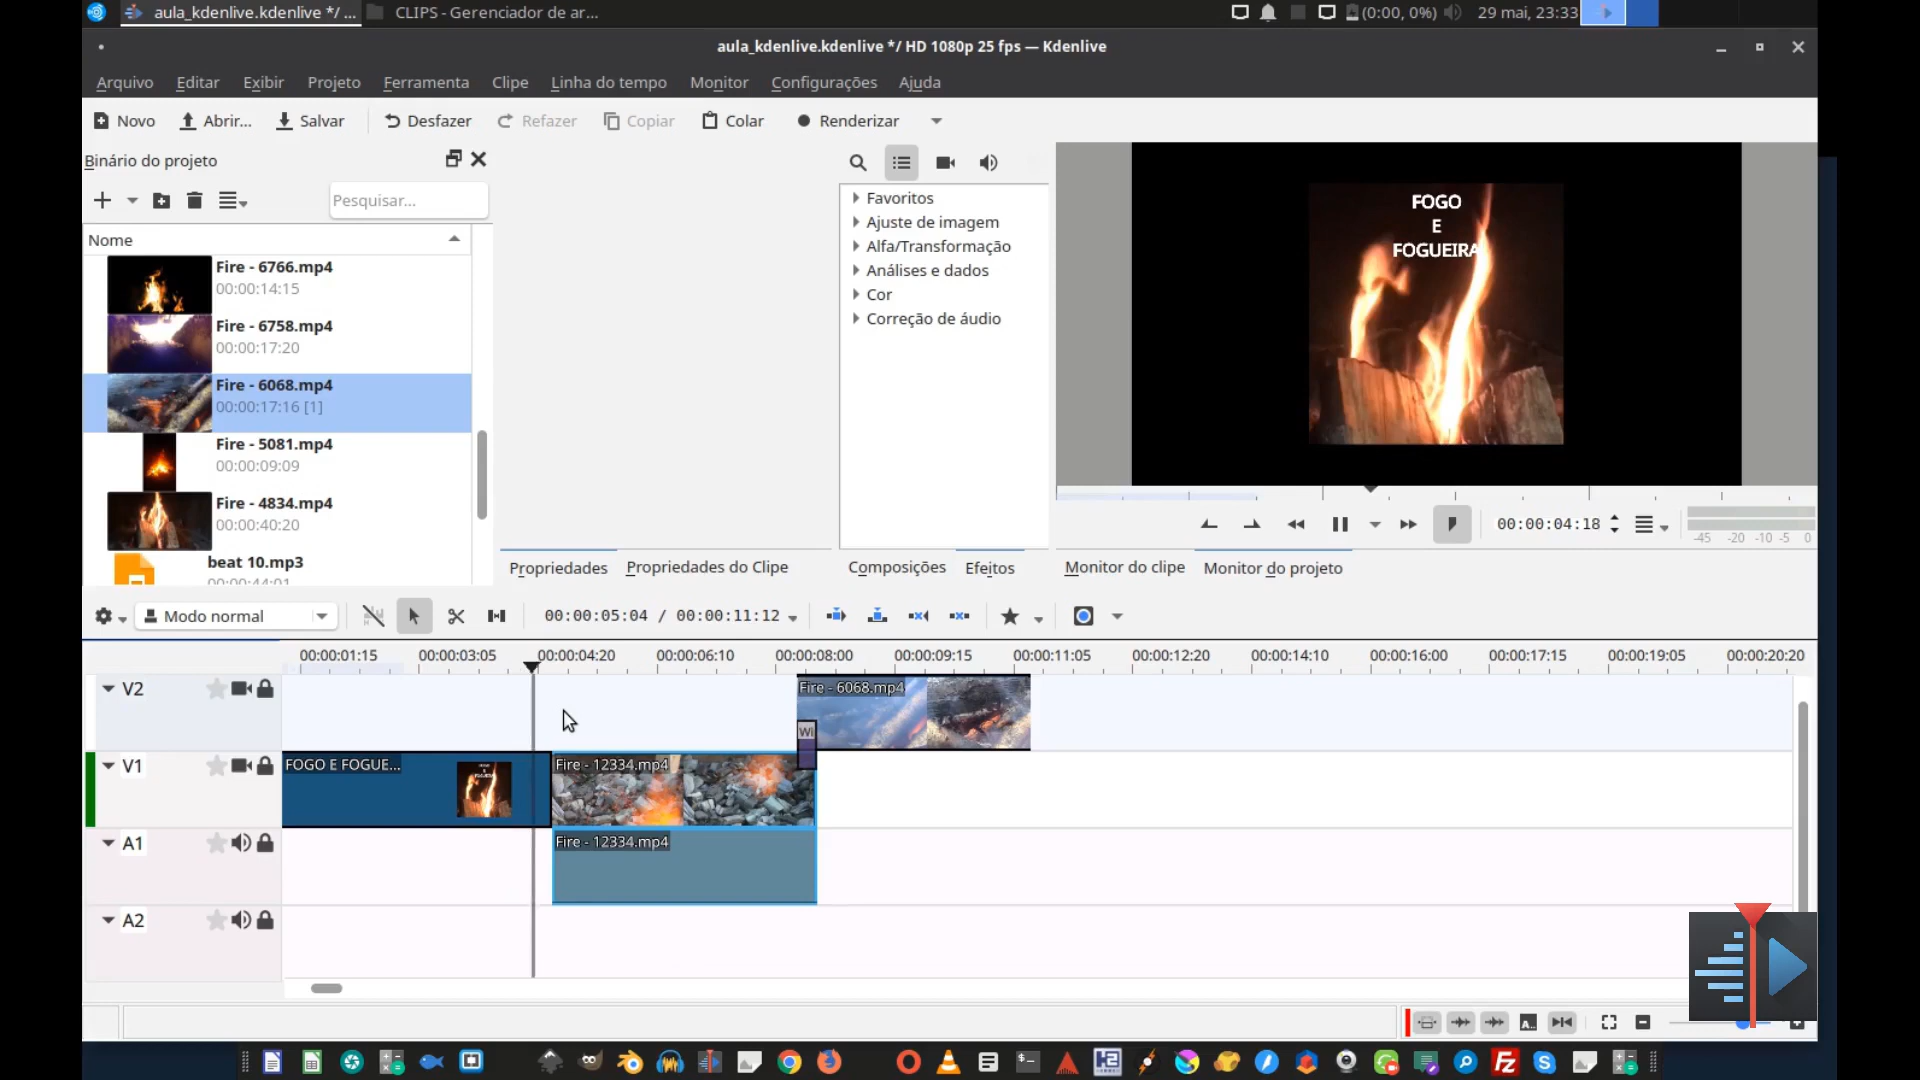 aula_kdenlive.kdenlive */ ...
CLIPS - Gerenciador de ar...
(0:00, 0%)
29 mai, 23:33
aula_kdenlive.kdenlive */ HD 1080p 25 fps — Kdenlive
Arquivo Editar Exibir Projeto Ferramenta Clipe Linha do tempo Monitor Configurações Ajuda
Novo Abrir... Salvar Desfazer Refazer Copiar Colar Renderizar
Binário do projeto
Pesquisar...
Nome
Fire - 6766.mp4
00:00:14:15
Fire - 6758.mp4
00:00:17:20
Fire - 6068.mp4
00:00:17:16 [1]
Fire - 5081.mp4
00:00:09:09
Fire - 4834.mp4
00:00:40:20
beat 10.mp3
00:00:44:01
Favoritos
Ajuste de imagem
Alfa/Transformação
Análises e dados
Cor
Correção de áudio
FOGO
E
FOGUEIRA
00:00:04:18
-45 -20 -10 -5 0
Propriedades Propriedades do Clipe
Composições Efeitos
Monitor do clipe Monitor do projeto
Modo normal
00:00:05:04 / 00:00:11:12
00:00:01:15 00:00:03:05 00:00:04:20 00:00:06:10 00:00:08:00 00:00:09:15 00:00:11:05 00:00:12:20 00:00:14:10 00:00:16:00 00:00:17:15 00:00:19:05 00:00:20:20
V2
Fire - 6068.mp4
Wi
V1
FOGO E FOGUE...
Fire - 12334.mp4
A1
Fire - 12334.mp4
A2